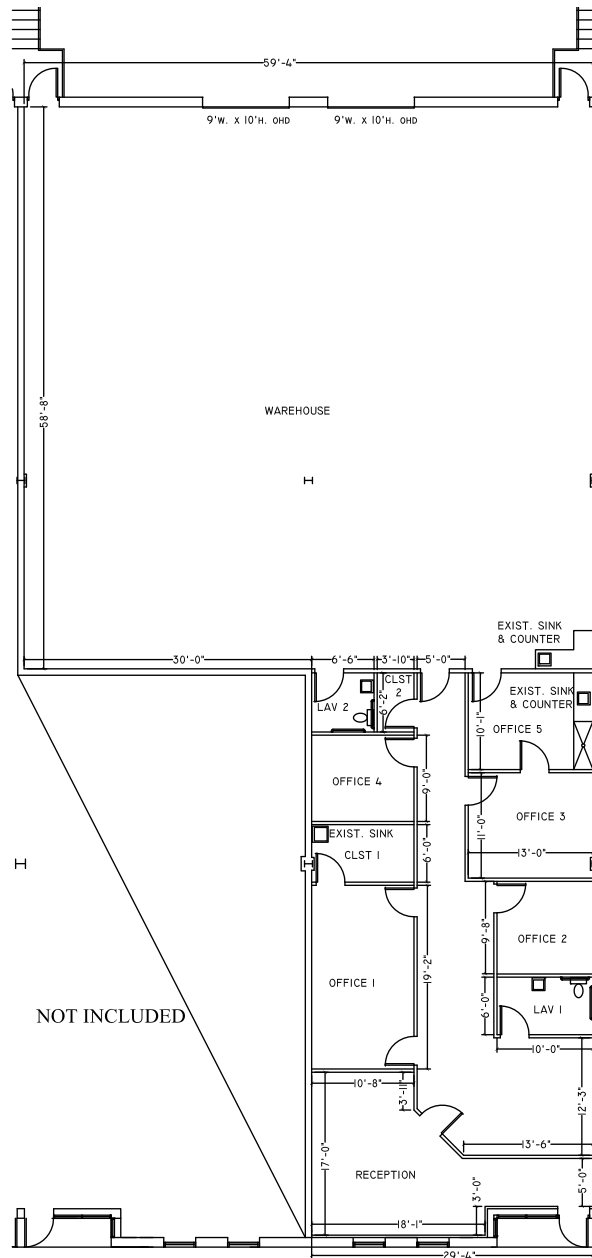 59'-4"
9'W. X 10'H. OHD 9'W. X 10'H. OHD
58'-8"
WAREHOUSE
EXIST. SINK
& COUNTER
30'-0" 6'-6" 3'-10" 5'-0"
CLST
2
LAV 2
6'-2"
EXIST. SINK
& COUNTER
OFFICE 5
10'-1"
OFFICE 4
9'-0"
OFFICE 3
11'-0"
13'-0"
EXIST. SINK
CLST 1
6'-0"
OFFICE 2
9'-8"
OFFICE 1
19'-2"
LAV 1
6'-0"
10'-0"
NOT INCLUDED
10'-8"
3'-11"
12'-3"
13'-6"
17'-0"
RECEPTION
5'-0"
3'-0"
18'-1"
29'-4"